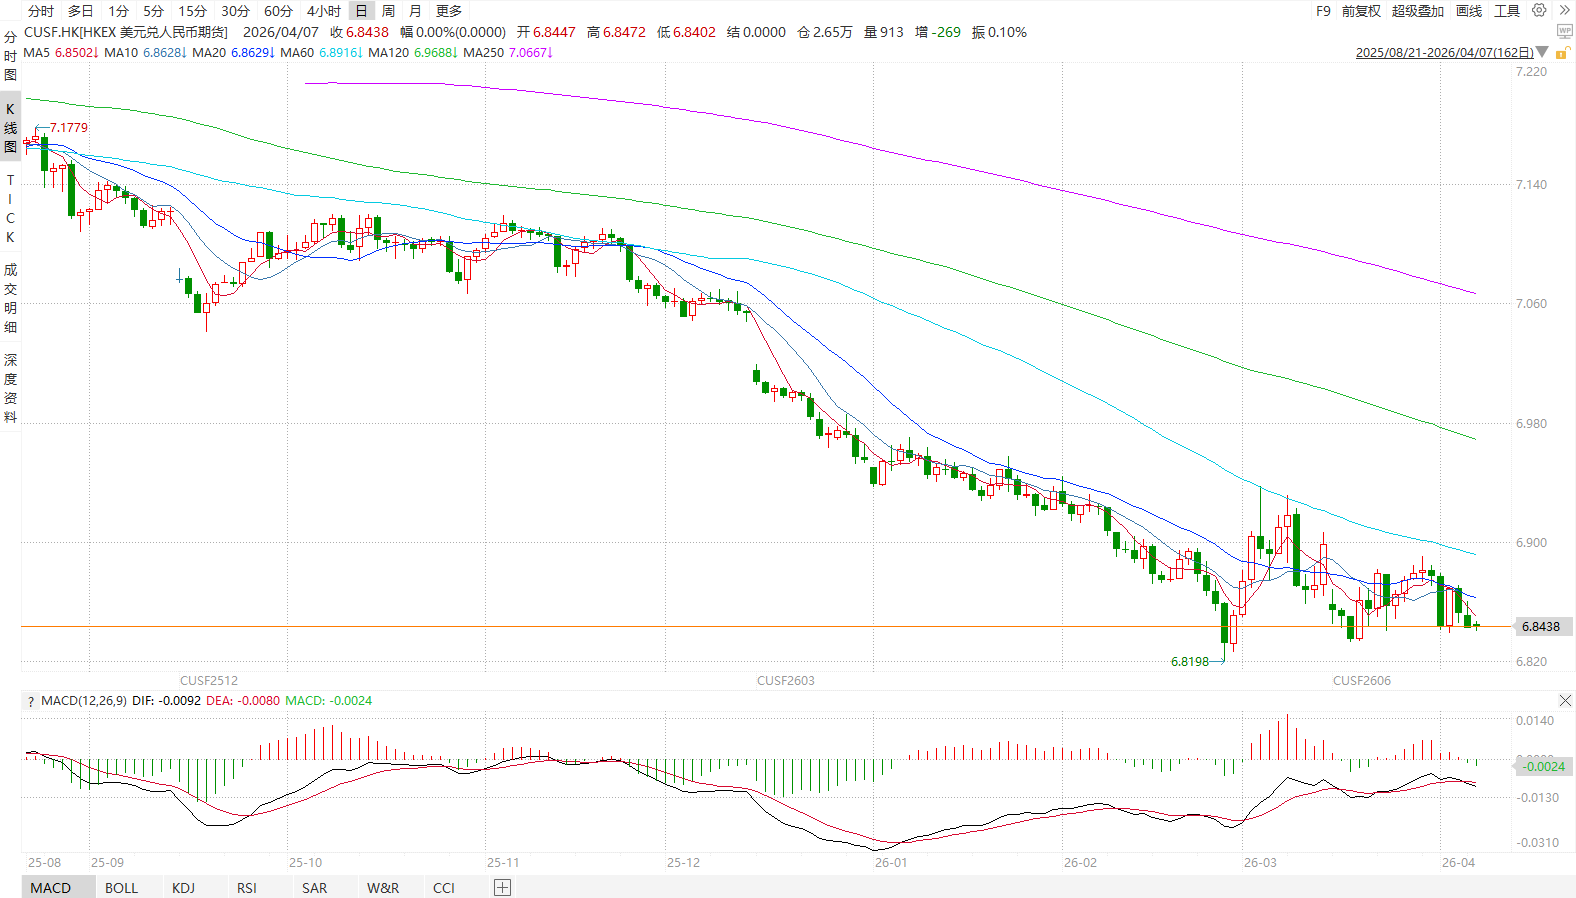 分时 多日 1分 5分 15分 30分 60分 4小时 日 周 月 更多 F9 前复权 超级叠加 画线 工具
CUSF.HK[HKEX 美元兑人民币期货] 2026/04/07 收 6.8438 幅 0.00%(0.0000) 开 6.8447 高 6.8472 低 6.8402 结 0.0000 仓 2.65万 量 913 增 -269 振 0.10%
WP
MA5 6.8502↓ MA10 6.8628↓ MA20 6.8629↓ MA60 6.8916↓ MA120 6.9688↓ MA250 7.0667↓ 2025/08/21-2026/04/07(162日)
分时图
K线图
TICK
成交明细
深度资料
7.220
7.1779
7.140
7.060
6.980
6.900
6.8438
6.8198
6.820
CUSF2512 CUSF2603 CUSF2606
? MACD(12,26,9) DIF: -0.0092 DEA: -0.0080 MACD: -0.0024
0.0140
-0.0024
-0.0130
-0.0310
25-08 25-09 25-10 25-11 25-12 26-01 26-02 26-03 26-04
MACD BOLL KDJ RSI SAR W&R CCI